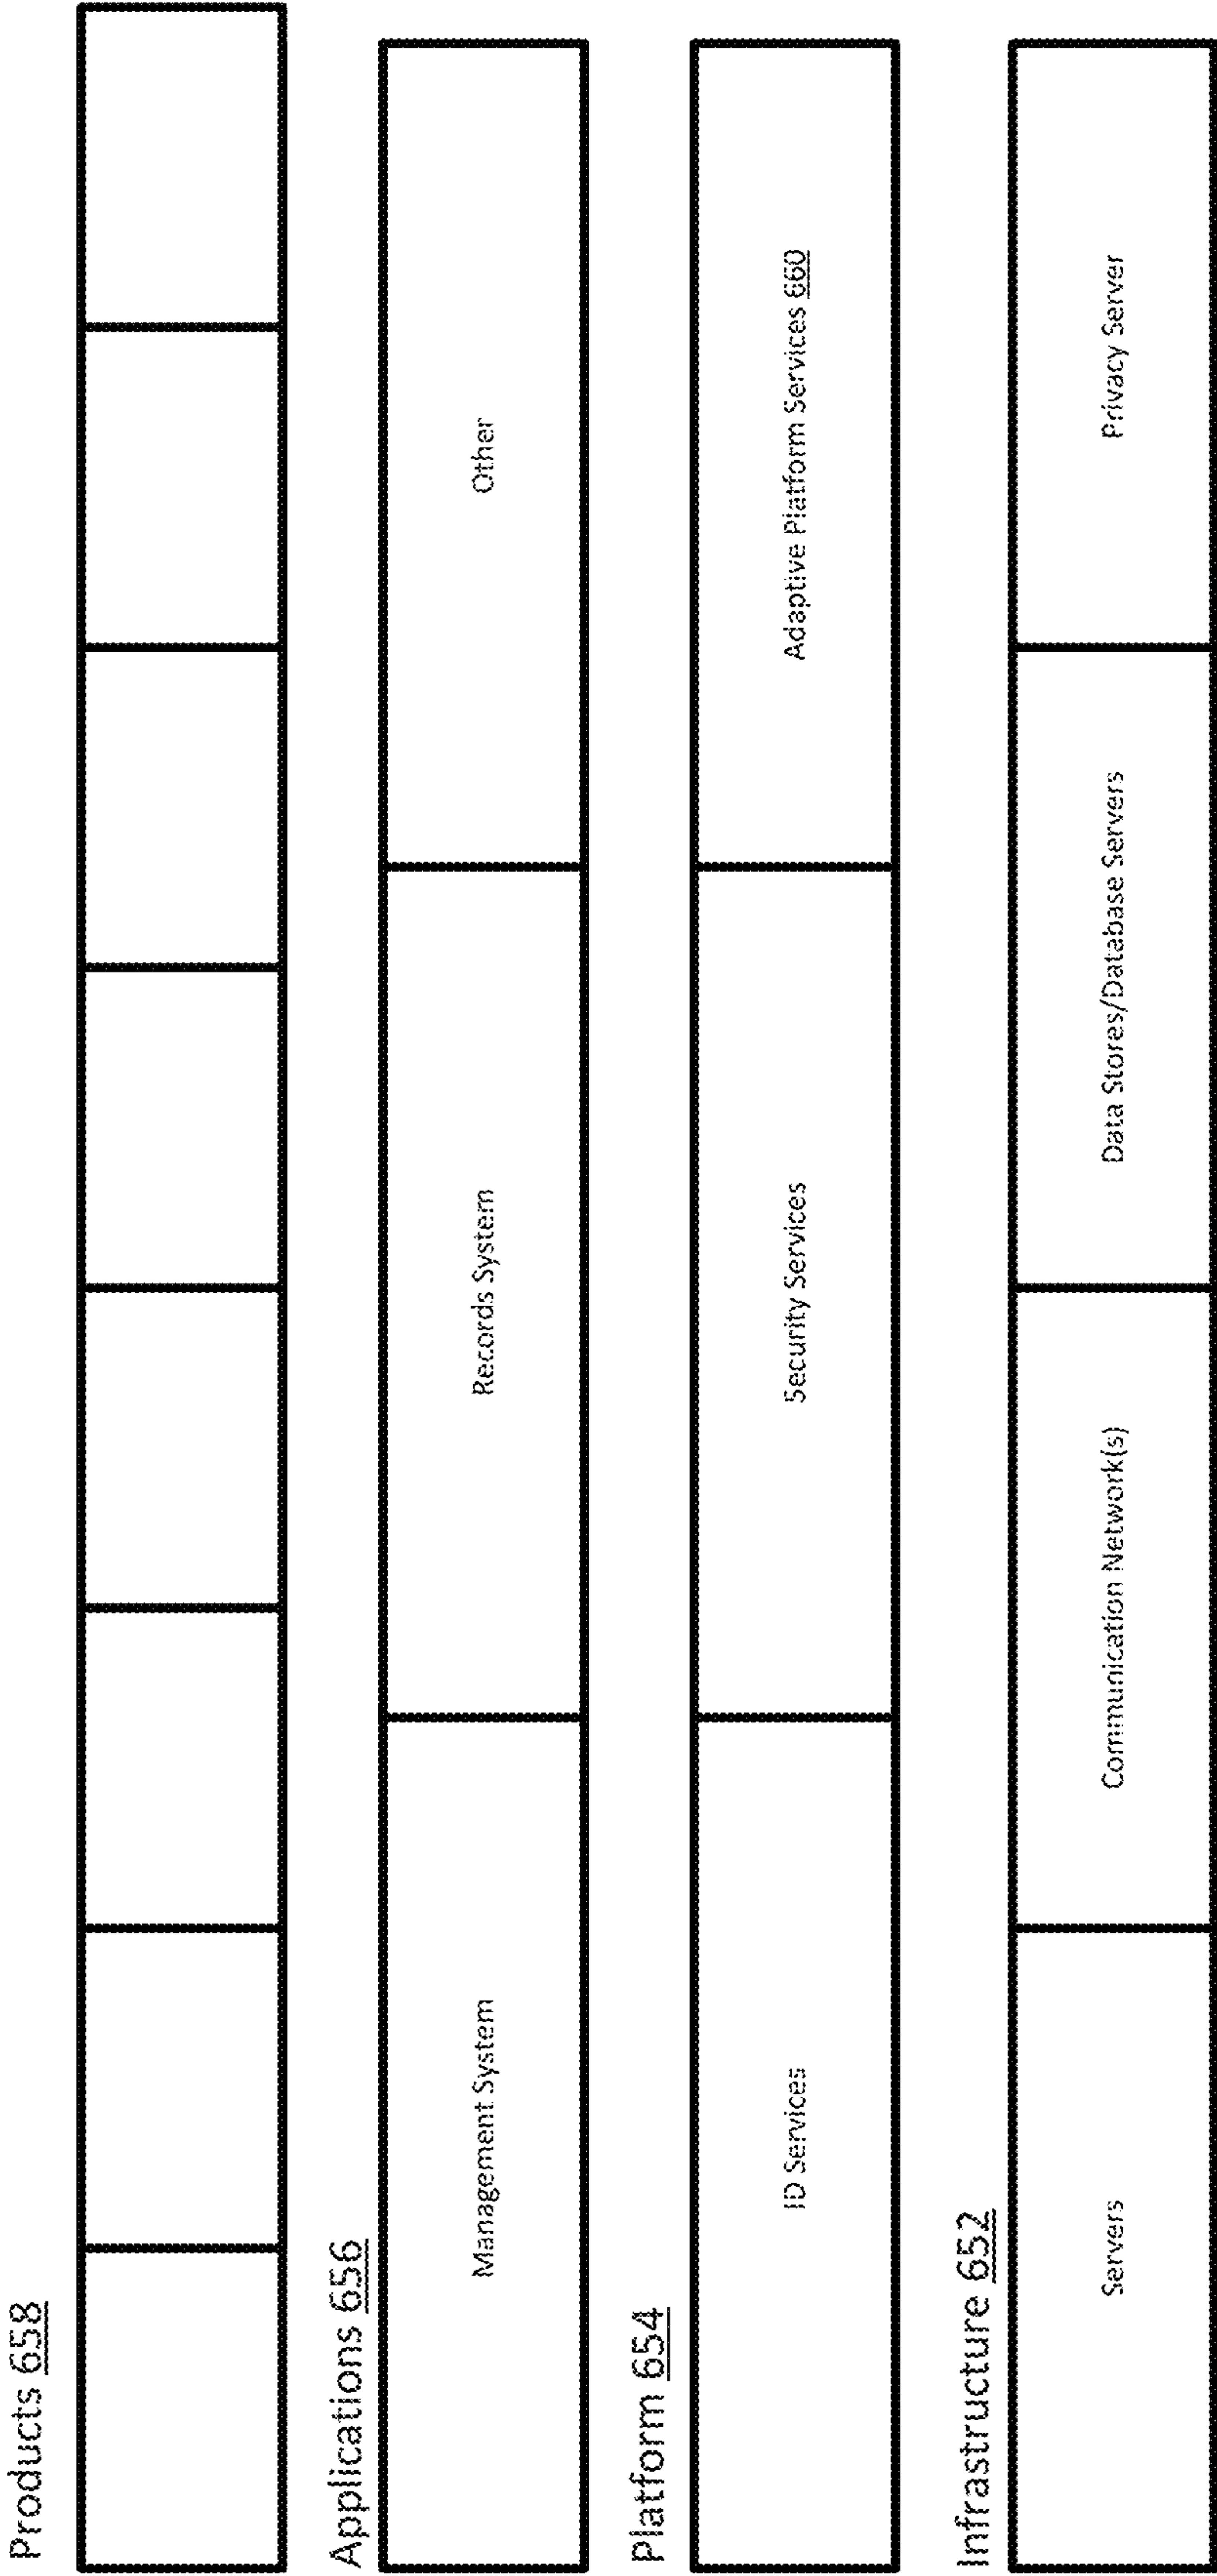 Products 658
Applications 656
Management System
Records System
Other
Platform 654
ID Services
Security Services
Adaptive Platform Services 660
Infrastructure 652
Servers
Communication Network(s)
Data Stores/Database Servers
Privacy Server